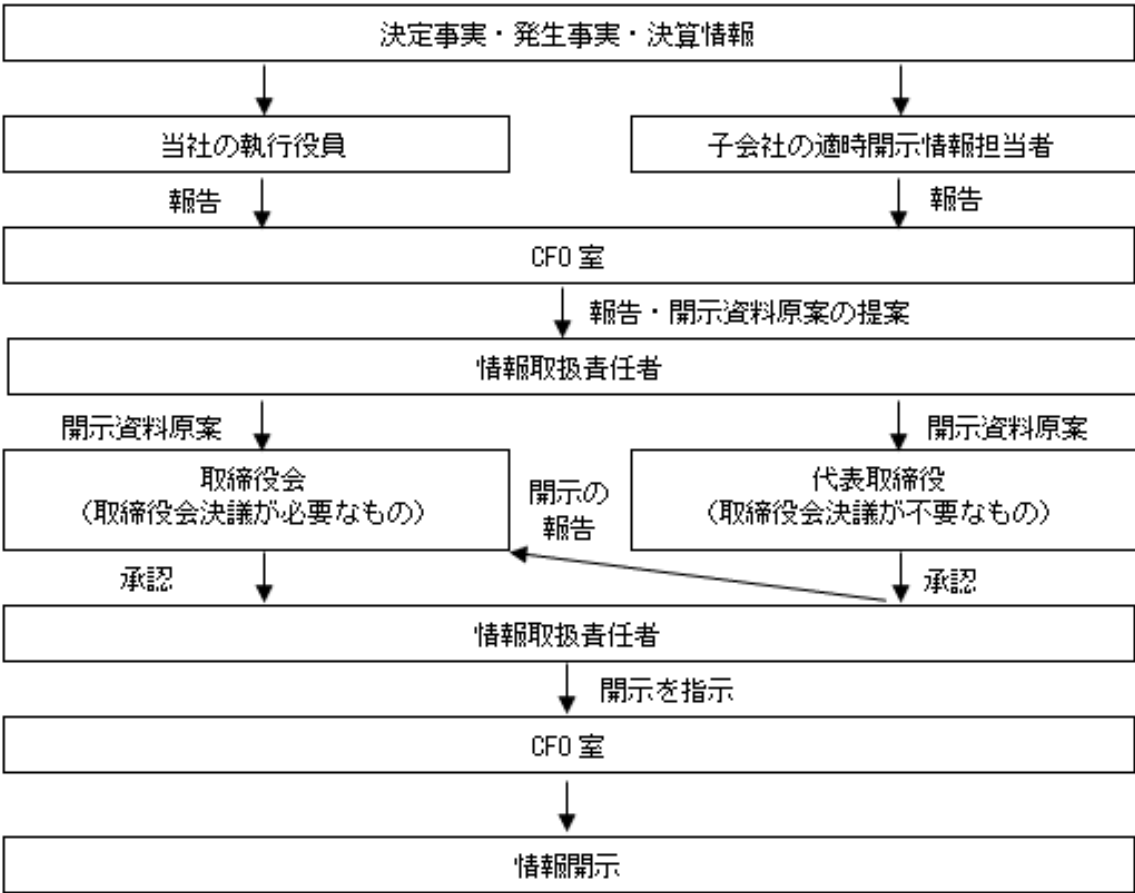 決定事実・発生事実・決算情報
当社の執行役員
子会社の適時開示情報担当者
報告
報告
CFO 室
報告・開示資料原案の提案
情報取扱責任者
開示資料原案
開示資料原案
取締役会
(取締役会決議が必要なもの)
開示の
報告
代表取締役
(取締役会決議が不要なもの)
承認
承認
情報取扱責任者
開示を指示
CFO 室
情報開示